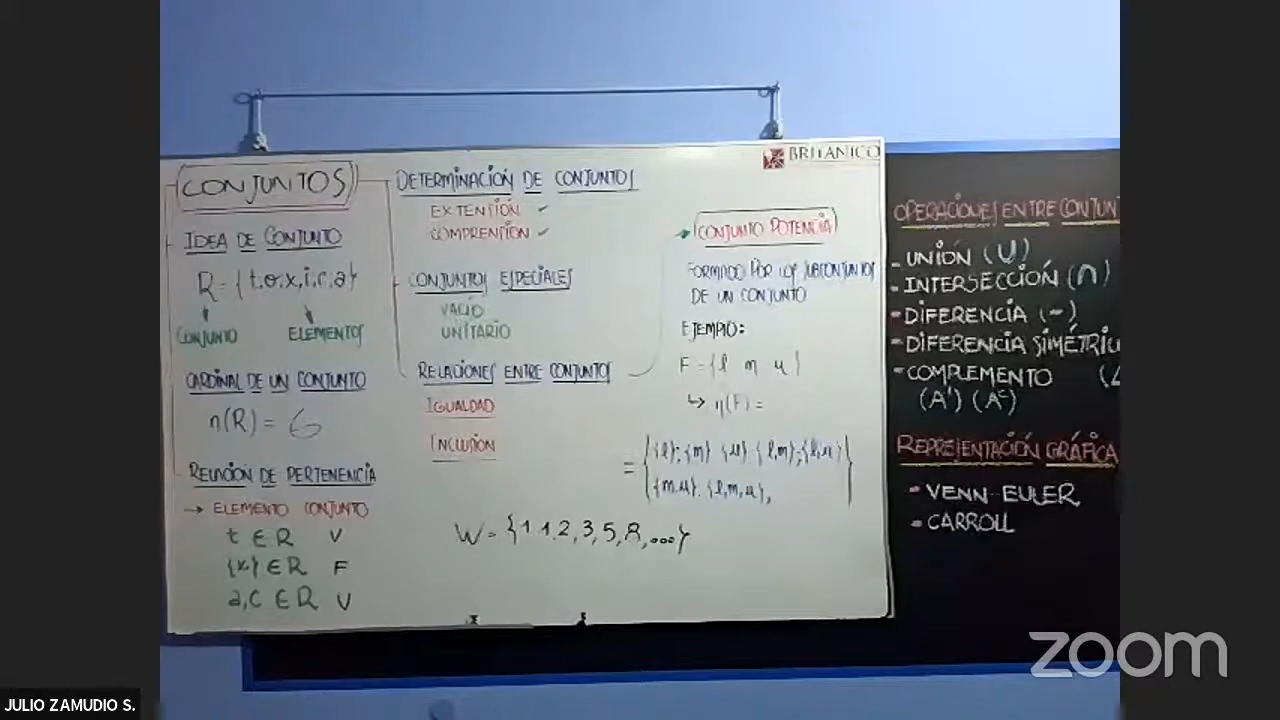 BRITANICO
CONJUNTOS
IDEA DE CONJUNTO
R = {t,o,x,i,c,a}
CONJUNTO ELEMENTOS
CARDINAL DE UN CONJUNTO
n(R) = 6
RELACIÓN DE PERTENENCIA
→ ELEMENTO CONJUNTO
t ∈ R V
{x} ∈ R F
a,c ∈ R V
DETERMINACIÓN DE CONJUNTOS
EXTENSIÓN ✓
COMPRENSIÓN ✓
CONJUNTOS ESPECIALES
VACÍO
UNITARIO
RELACIONES ENTRE CONJUNTOS
IGUALDAD
INCLUSIÓN
W = {1,1,2,3,5,8,...}
CONJUNTO POTENCIA
FORMADO POR LOS SUBCONJUNTOS
DE UN CONJUNTO
EJEMPLO:
F = {l m u}
↳ n(F) =
= { {l};{m} {u} {l,m};{l,u}
{m,u}. {l,m,u}, }
OPERACIONES ENTRE CONJUN
- UNIÓN (U)
- INTERSECCIÓN (∩)
- DIFERENCIA (-)
- DIFERENCIA SIMÉTRIC
- COMPLEMENTO
(A') (Aᶜ)
REPRESENTACIÓN GRÁFICA
- VENN-EULER
- CARROLL
zoom
JULIO ZAMUDIO S.